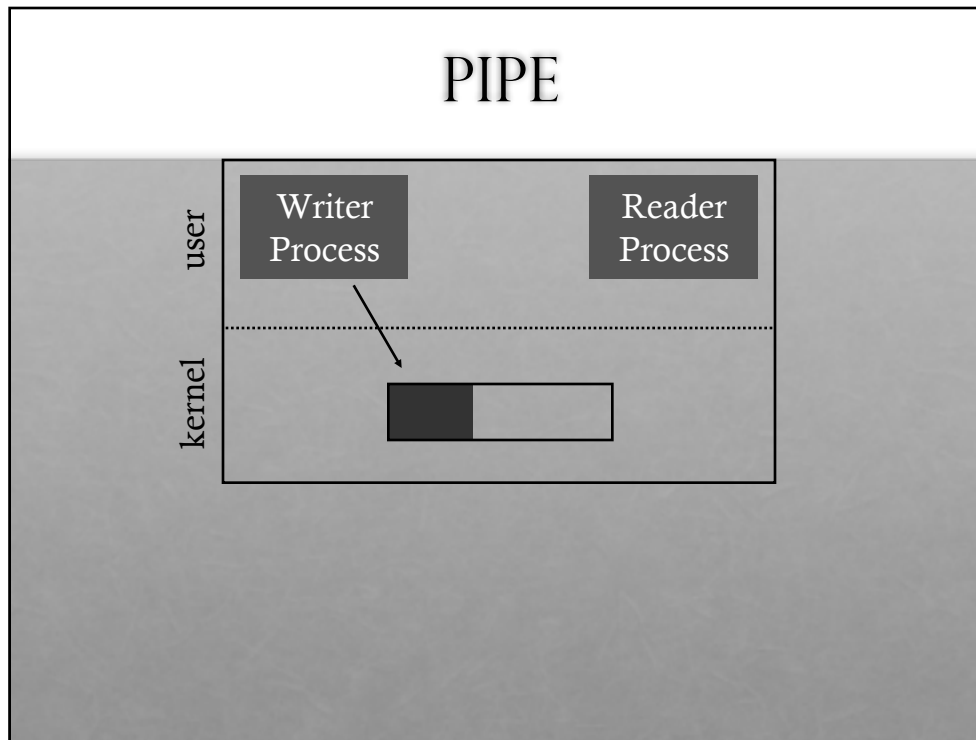 PIPE
user
Writer
Process
Reader
Process
kernel